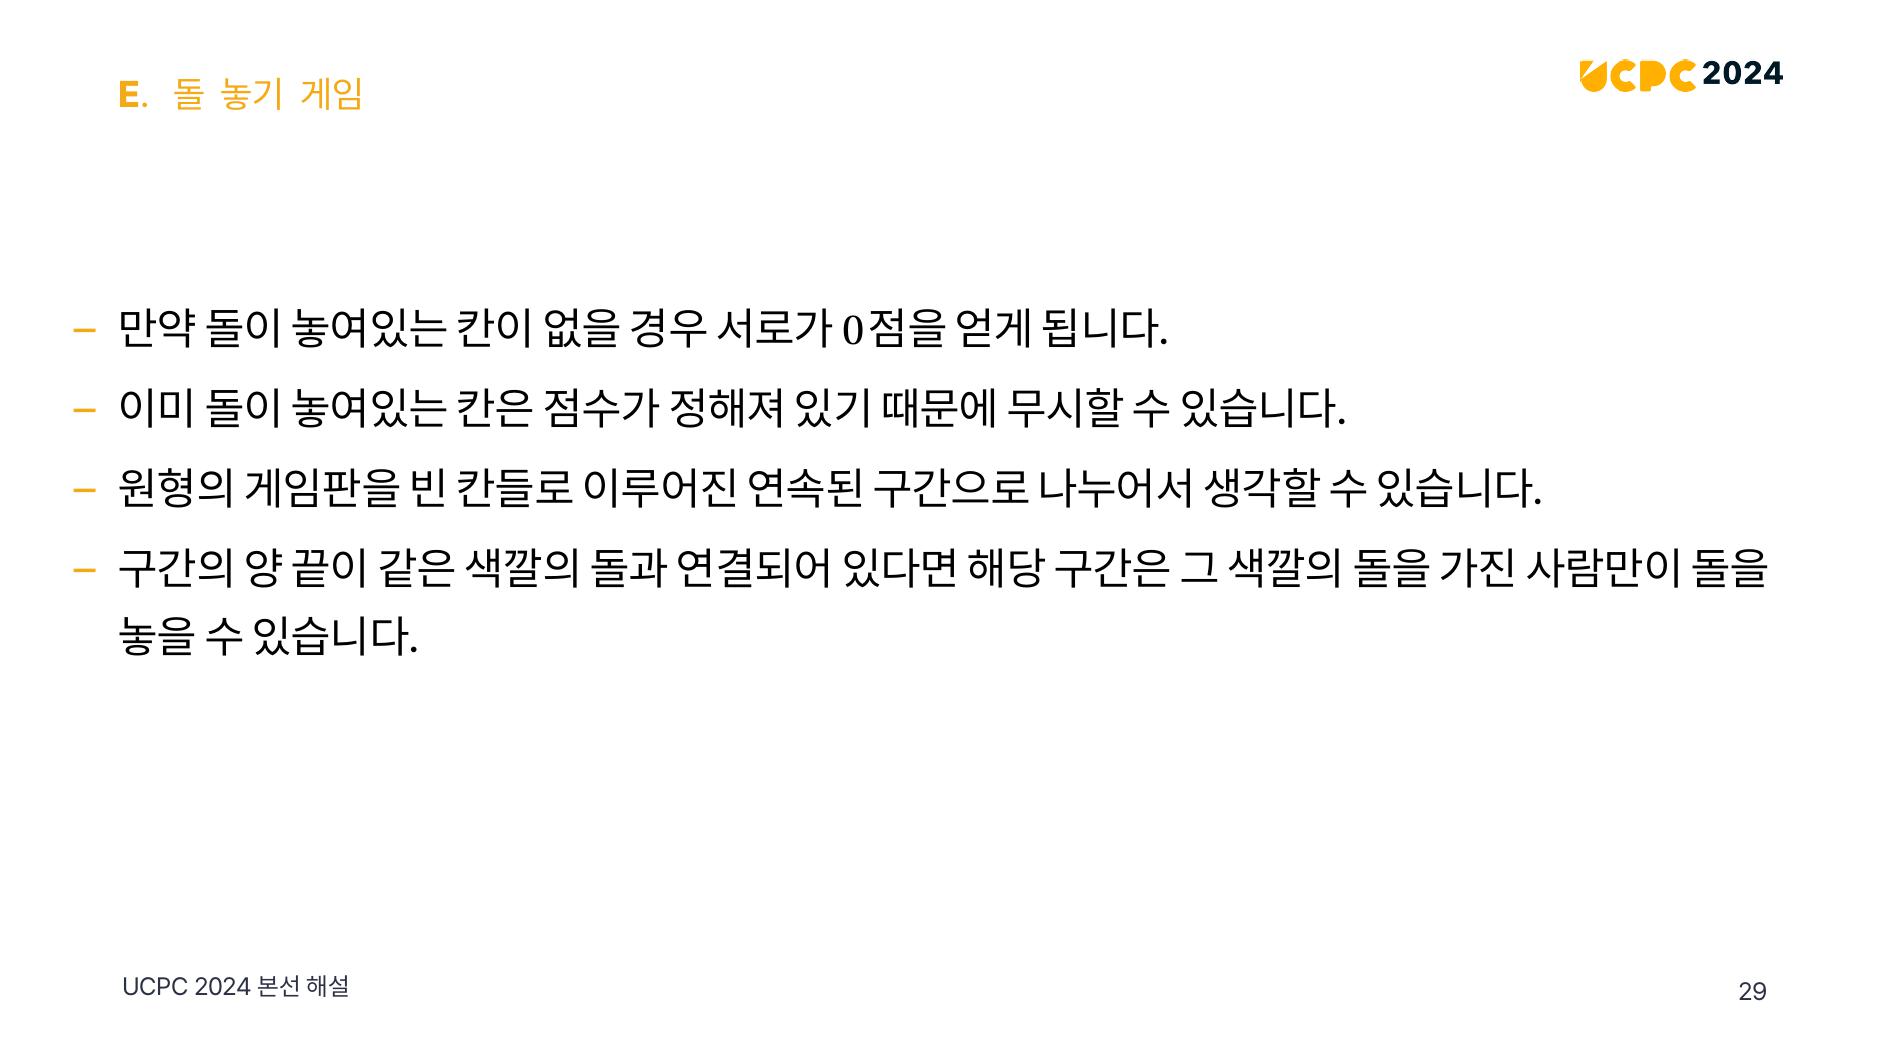 E. 돌 놓기 게임
UCPC 2024
– 만약 돌이 놓여있는 칸이 없을 경우 서로가 0점을 얻게 됩니다.
– 이미 돌이 놓여있는 칸은 점수가 정해져 있기 때문에 무시할 수 있습니다.
– 원형의 게임판을 빈 칸들로 이루어진 연속된 구간으로 나누어서 생각할 수 있습니다.
– 구간의 양 끝이 같은 색깔의 돌과 연결되어 있다면 해당 구간은 그 색깔의 돌을 가진 사람만이 돌을
놓을 수 있습니다.
UCPC 2024 본선 해설
29